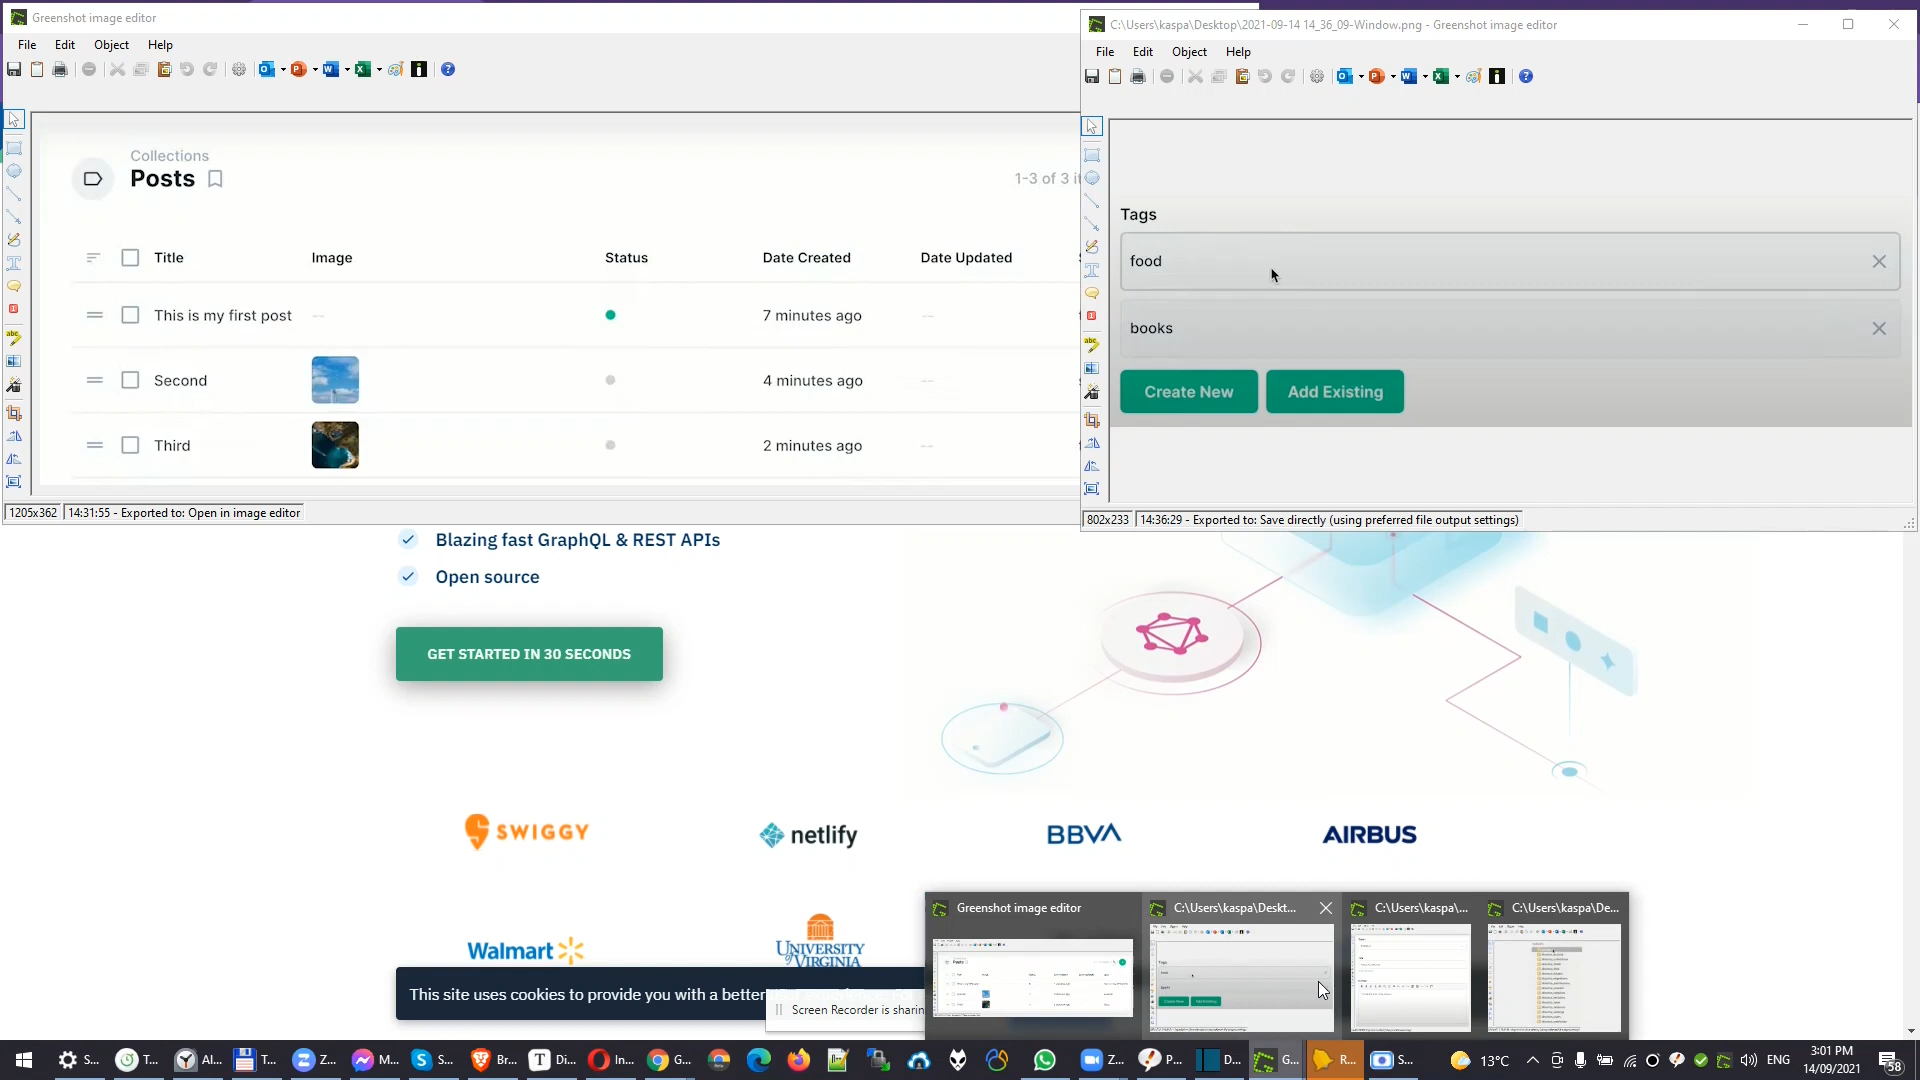 Greenshot image editor
File Edit Object Help
1205x362 14:31:55 - Exported to: Open in image editor
Collections
Posts
1-3 of 3
Title Image Status Date Created Date Updated
This is my first post -- 7 minutes ago --
Second 4 minutes ago --
Third 2 minutes ago --
C:\Users\kaspa\Desktop\2021-09-14 14_36_09-Window.png - Greenshot image editor
File Edit Object Help
Tags
food
books
Create New Add Existing
802x233 14:36:29 - Exported to: Save directly (using preferred file output settings)
Blazing fast GraphQL & REST APIs
Open source
GET STARTED IN 30 SECONDS
SWIGGY netlify BBVA AIRBUS
Walmart UNIVERSITY of VIRGINIA
This site uses cookies to provide you with a better
Screen Recorder is sharin
Greenshot image editor C:\Users\kaspa\Deskt... C:\Users\kaspa\... C:\Users\kaspa\De...
S... T... Al... T... Z... M... S... Br... Di... In... G... Z... P... D... G... R... S... 13°C ENG 3:01 PM
14/09/2021
58